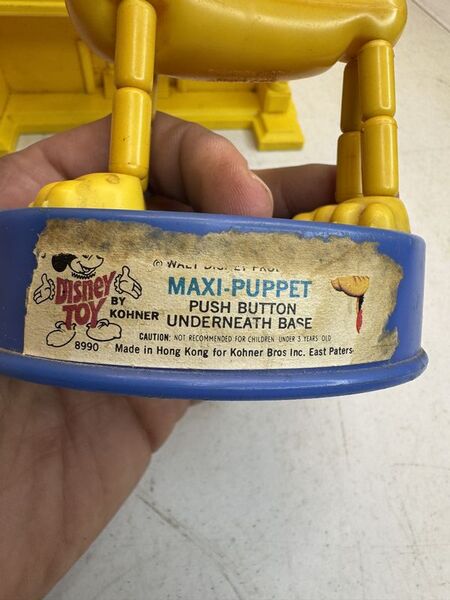 © WALT DISNEY PROD.
MAXI-PUPPET
PUSH BUTTON
UNDERNEATH BASE
DISNEY
TOY
BY
KOHNER
8990
CAUTION: NOT RECOMMENDED FOR CHILDREN UNDER 3 YEARS OLD
Made in Hong Kong for Kohner Bros Inc. East Paters